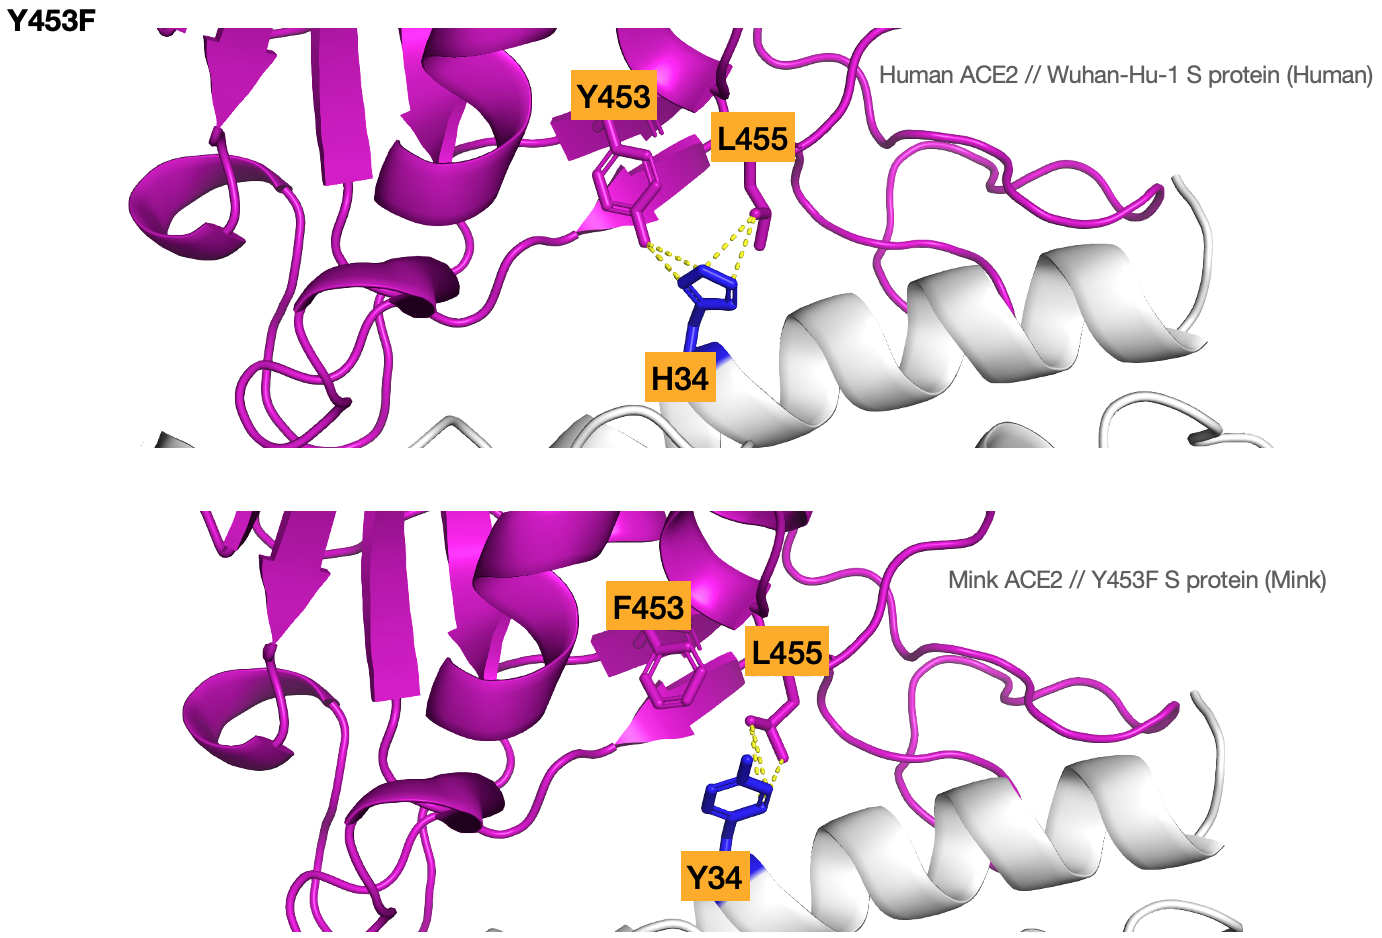 Y453F
Human ACE2 // Wuhan-Hu-1 S protein (Human)
Y453
L455
H34
Mink ACE2 // Y453F S protein (Mink)
F453
L455
Y34